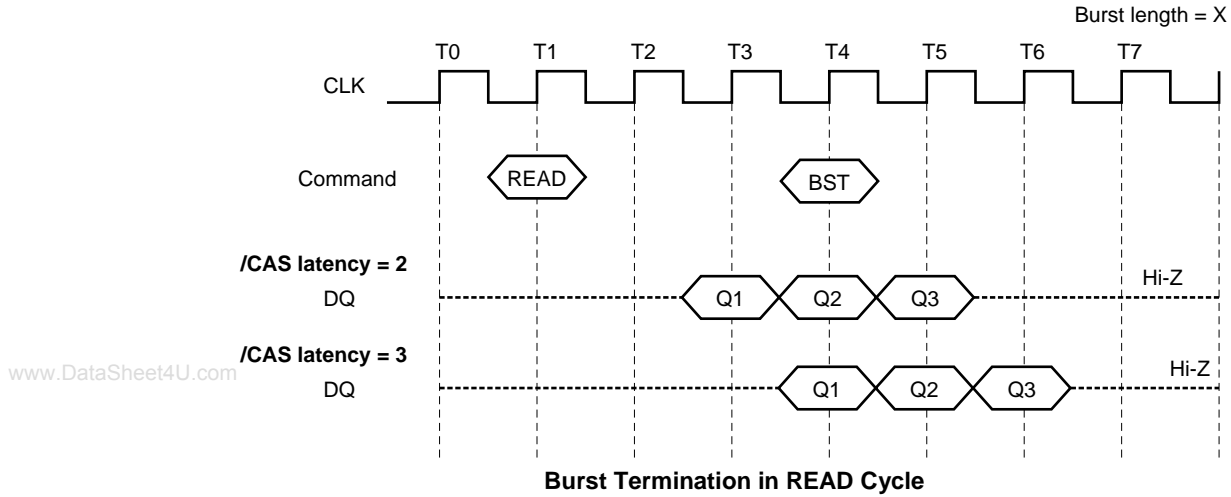 Burst length = X
T0 T1 T2 T3 T4 T5 T6 T7
CLK
Command READ BST
/CAS latency = 2
DQ Q1 Q2 Q3 Hi-Z
/CAS latency = 3
www.DataSheet4U.com
DQ Q1 Q2 Q3 Hi-Z
Burst Termination in READ Cycle